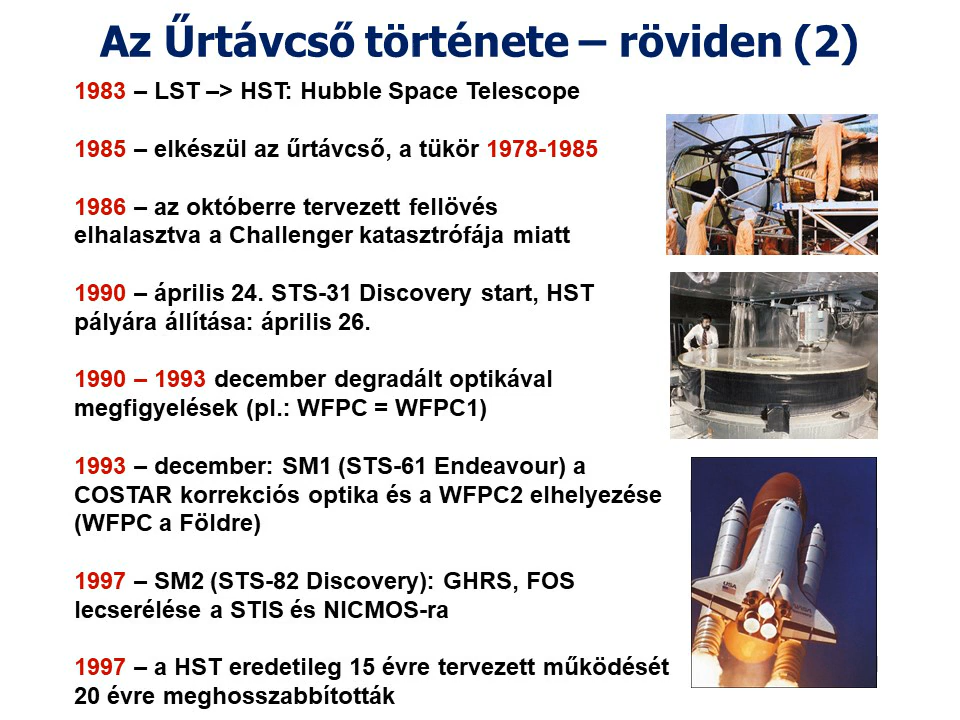 Az Űrtávcső története – röviden (2)
1983 – LST –> HST: Hubble Space Telescope
1985 – elkészül az űrtávcső, a tükör 1978-1985
1986 – az októberre tervezett fellövés
elhalasztva a Challenger katasztrófája miatt
1990 – április 24. STS-31 Discovery start, HST
pályára állítása: április 26.
1990 – 1993 december degradált optikával
megfigyelések (pl.: WFPC = WFPC1)
1993 – december: SM1 (STS-61 Endeavour) a
COSTAR korrekciós optika és a WFPC2 elhelyezése
(WFPC a Földre)
1997 – SM2 (STS-82 Discovery): GHRS, FOS
lecserélése a STIS és NICMOS-ra
1997 – a HST eredetileg 15 évre tervezett működését
20 évre meghosszabbították
USA